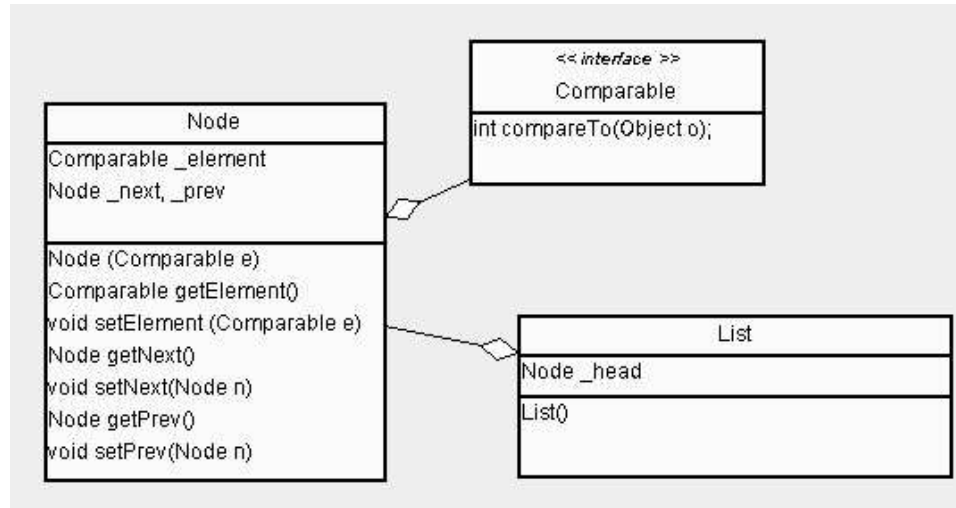 << interface >>
Comparable
int compareTo(Object o);
Node
Comparable _element
Node _next, _prev
Node (Comparable e)
Comparable getElement()
void setElement (Comparable e)
Node getNext()
void setNext(Node n)
Node getPrev()
void setPrev(Node n)
List
Node _head
List()